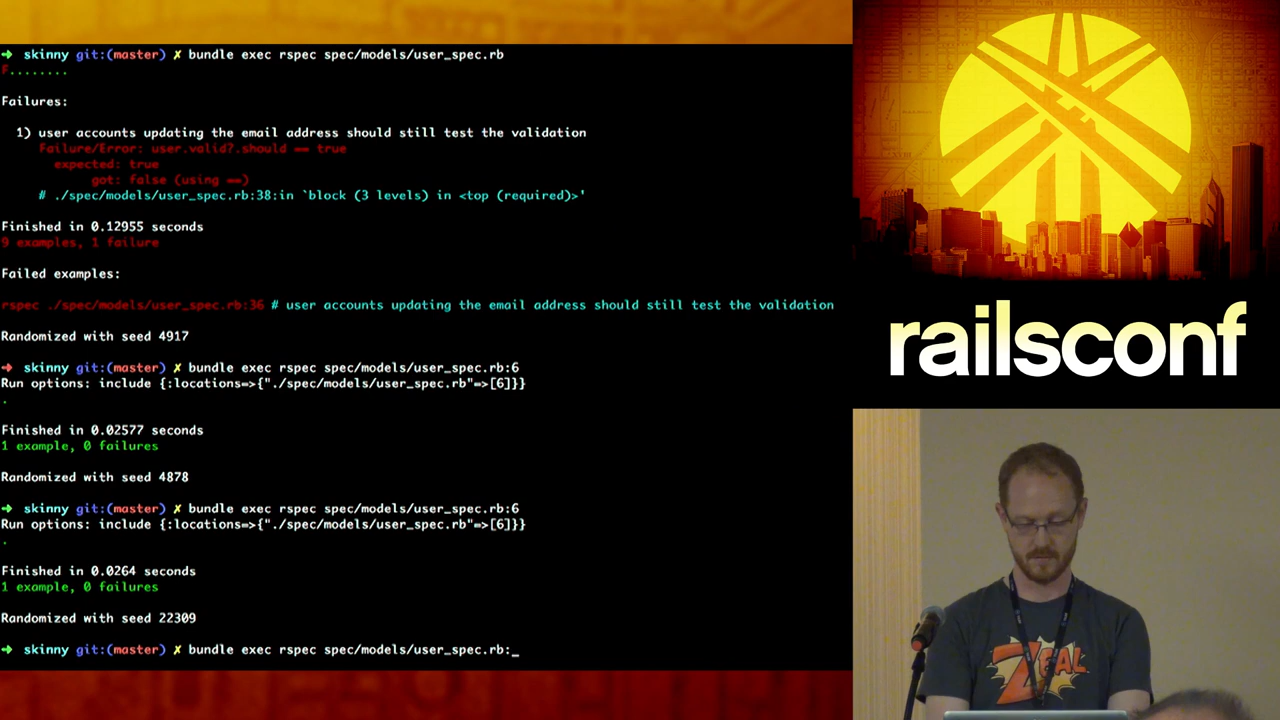 ➜ skinny git:(master) ✗ bundle exec rspec spec/models/user_spec.rb
F........
Failures:
1) user accounts updating the email address should still test the validation
Failure/Error: user.valid?.should == true
expected: true
got: false (using ==)
# ./spec/models/user_spec.rb:38:in `block (3 levels) in <top (required)>'
Finished in 0.12955 seconds
9 examples, 1 failure
Failed examples:
rspec ./spec/models/user_spec.rb:36 # user accounts updating the email address should still test the validation
Randomized with seed 4917
➜ skinny git:(master) ✗ bundle exec rspec spec/models/user_spec.rb:6
Run options: include {:locations=>{"./spec/models/user_spec.rb"=>[6]}}
.
Finished in 0.02577 seconds
1 example, 0 failures
Randomized with seed 4878
➜ skinny git:(master) ✗ bundle exec rspec spec/models/user_spec.rb:6
Run options: include {:locations=>{"./spec/models/user_spec.rb"=>[6]}}
.
Finished in 0.0264 seconds
1 example, 0 failures
Randomized with seed 22309
➜ skinny git:(master) ✗ bundle exec rspec spec/models/user_spec.rb:_
railsconf
ZEAL